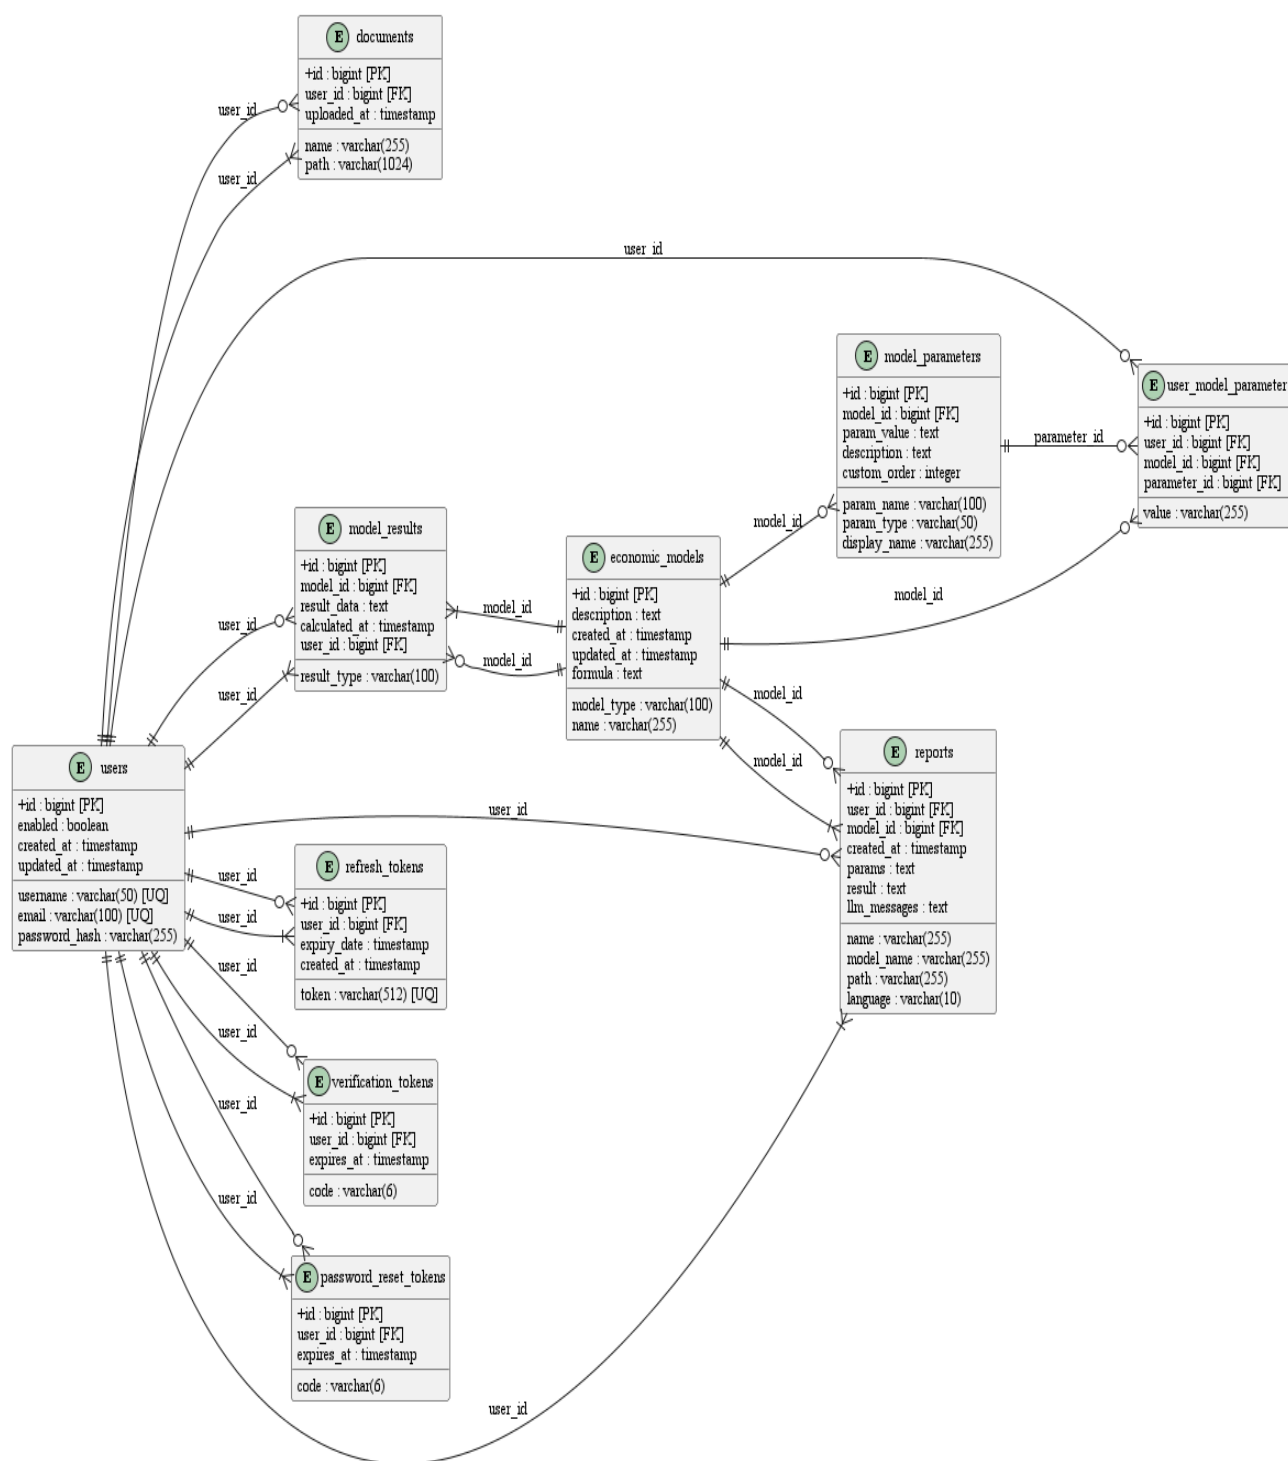 E documents
+id : bigint [PK]
user_id : bigint [FK]
uploaded_at : timestamp
name : varchar(255)
path : varchar(1024)
user_id
user_id
user_id
E model_parameters
+id : bigint [PK]
model_id : bigint [FK]
param_value : text
description : text
custom_order : integer
param_name : varchar(100)
param_type : varchar(50)
display_name : varchar(255)
parameter_id
E user_model_parameter
+id : bigint [PK]
user_id : bigint [FK]
model_id : bigint [FK]
parameter_id : bigint [FK]
value : varchar(255)
E model_results
+id : bigint [PK]
model_id : bigint [FK]
result_data : text
calculated_at : timestamp
user_id : bigint [FK]
result_type : varchar(100)
user_id
user_id
model_id
model_id
E economic_models
+id : bigint [PK]
description : text
created_at : timestamp
updated_at : timestamp
formula : text
model_type : varchar(100)
name : varchar(255)
model_id
model_id
model_id
model_id
E reports
+id : bigint [PK]
user_id : bigint [FK]
model_id : bigint [FK]
created_at : timestamp
params : text
result : text
llm_messages : text
name : varchar(255)
model_name : varchar(255)
path : varchar(255)
language : varchar(10)
E users
+id : bigint [PK]
enabled : boolean
created_at : timestamp
updated_at : timestamp
username : varchar(50) [UQ]
email : varchar(100) [UQ]
password_hash : varchar(255)
user_id
user_id
user_id
E refresh_tokens
+id : bigint [PK]
user_id : bigint [FK]
expiry_date : timestamp
created_at : timestamp
token : varchar(512) [UQ]
user_id
user_id
E verification_tokens
+id : bigint [PK]
user_id : bigint [FK]
expires_at : timestamp
code : varchar(6)
user_id
user_id
E password_reset_tokens
+id : bigint [PK]
user_id : bigint [FK]
expires_at : timestamp
code : varchar(6)
user_id